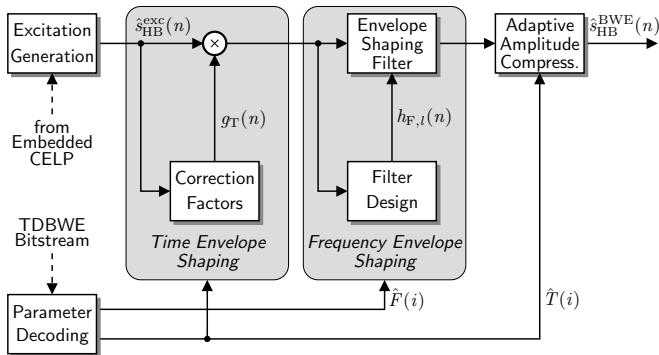 Excitation
Generation
ŝ_HB^exc(n)
×
Envelope
Shaping
Filter
Adaptive
Amplitude
Compress.
ŝ_HB^BWE(n)
from
Embedded
CELP
g_T(n)
h_F,l(n)
Correction
Factors
Filter
Design
TDBWE
Bitstream
Time Envelope
Shaping
Frequency Envelope
Shaping
Parameter
Decoding
F̂(i)
T̂(i)